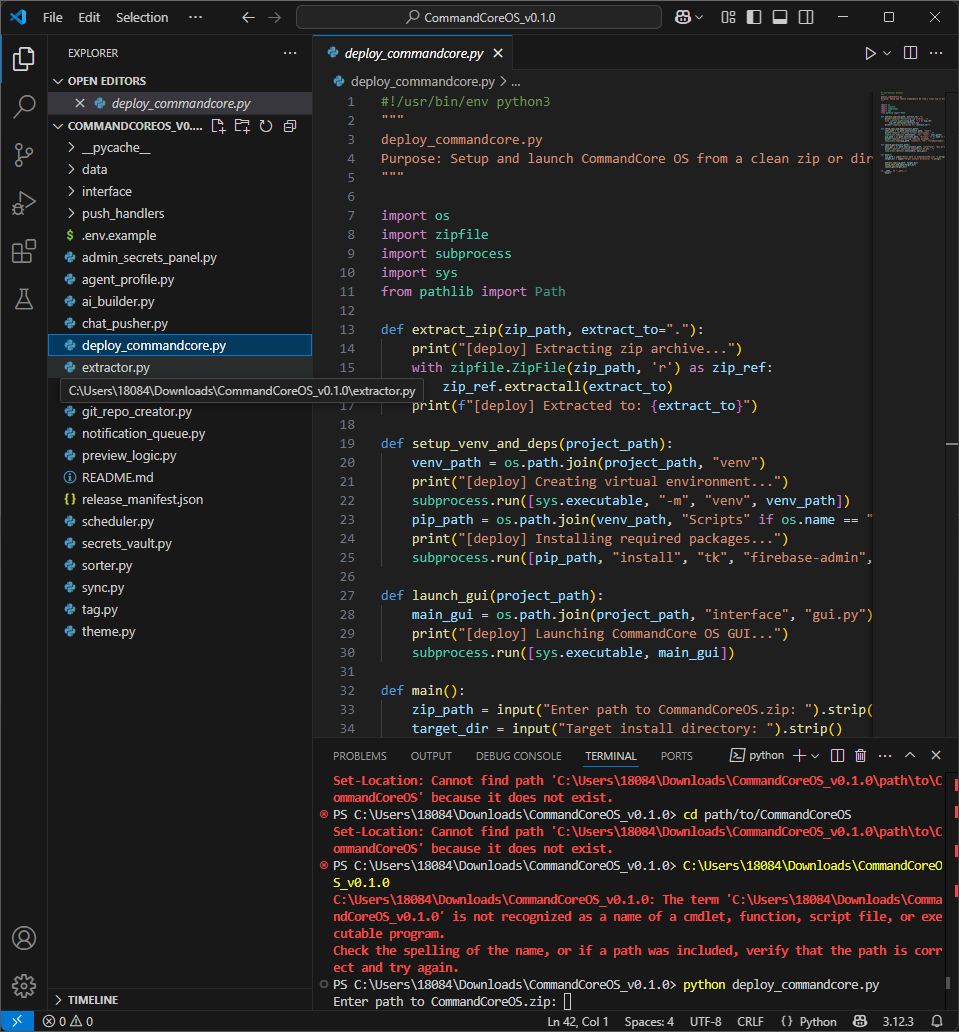 File Edit Selection ··· CommandCoreOS_v0.1.0
EXPLORER ···
OPEN EDITORS
deploy_commandcore.py
COMMANDCOREOS_V0....
__pycache__
data
interface
push_handlers
$ .env.example
admin_secrets_panel.py
agent_profile.py
ai_builder.py
chat_pusher.py
deploy_commandcore.py
extractor.py
C:\Users\18084\Downloads\CommandCoreOS_v0.1.0\extractor.py
git_repo_creator.py
notification_queue.py
preview_logic.py
README.md
{} release_manifest.json
scheduler.py
secrets_vault.py
sorter.py
sync.py
tag.py
theme.py
TIMELINE
deploy_commandcore.py
deploy_commandcore.py > ...
1 #!/usr/bin/env python3
2 """
3 deploy_commandcore.py
4 Purpose: Setup and launch CommandCore OS from a clean zip or dir
5 """
6
7 import os
8 import zipfile
9 import subprocess
10 import sys
11 from pathlib import Path
12
13 def extract_zip(zip_path, extract_to="."):
14 print("[deploy] Extracting zip archive...")
15 with zipfile.ZipFile(zip_path, 'r') as zip_ref:
zip_ref.extractall(extract_to)
17 print(f"[deploy] Extracted to: {extract_to}")
18
19 def setup_venv_and_deps(project_path):
20 venv_path = os.path.join(project_path, "venv")
21 print("[deploy] Creating virtual environment...")
22 subprocess.run([sys.executable, "-m", "venv", venv_path])
23 pip_path = os.path.join(venv_path, "Scripts" if os.name == "
24 print("[deploy] Installing required packages...")
25 subprocess.run([pip_path, "install", "tk", "firebase-admin",
26
27 def launch_gui(project_path):
28 main_gui = os.path.join(project_path, "interface", "gui.py")
29 print("[deploy] Launching CommandCore OS GUI...")
30 subprocess.run([sys.executable, main_gui])
31
32 def main():
33 zip_path = input("Enter path to CommandCoreOS.zip: ").strip(
34 target_dir = input("Target install directory: ").strip()
PROBLEMS OUTPUT DEBUG CONSOLE TERMINAL PORTS python
Set-Location: Cannot find path 'C:\Users\18084\Downloads\CommandCoreOS_v0.1.0\path\to\C
ommandCoreOS' because it does not exist.
PS C:\Users\18084\Downloads\CommandCoreOS_v0.1.0> cd path/to/CommandCoreOS
Set-Location: Cannot find path 'C:\Users\18084\Downloads\CommandCoreOS_v0.1.0\path\to\C
ommandCoreOS' because it does not exist.
PS C:\Users\18084\Downloads\CommandCoreOS_v0.1.0> C:\Users\18084\Downloads\CommandCoreO
S_v0.1.0
C:\Users\18084\Downloads\CommandCoreOS_v0.1.0: The term 'C:\Users\18084\Downloads\Comma
ndCoreOS_v0.1.0' is not recognized as a name of a cmdlet, function, script file, or exe
cutable program.
Check the spelling of the name, or if a path was included, verify that the path is corr
ect and try again.
PS C:\Users\18084\Downloads\CommandCoreOS_v0.1.0> python deploy_commandcore.py
Enter path to CommandCoreOS.zip:
0 0 Ln 42, Col 1 Spaces: 4 UTF-8 CRLF {} Python 3.12.3